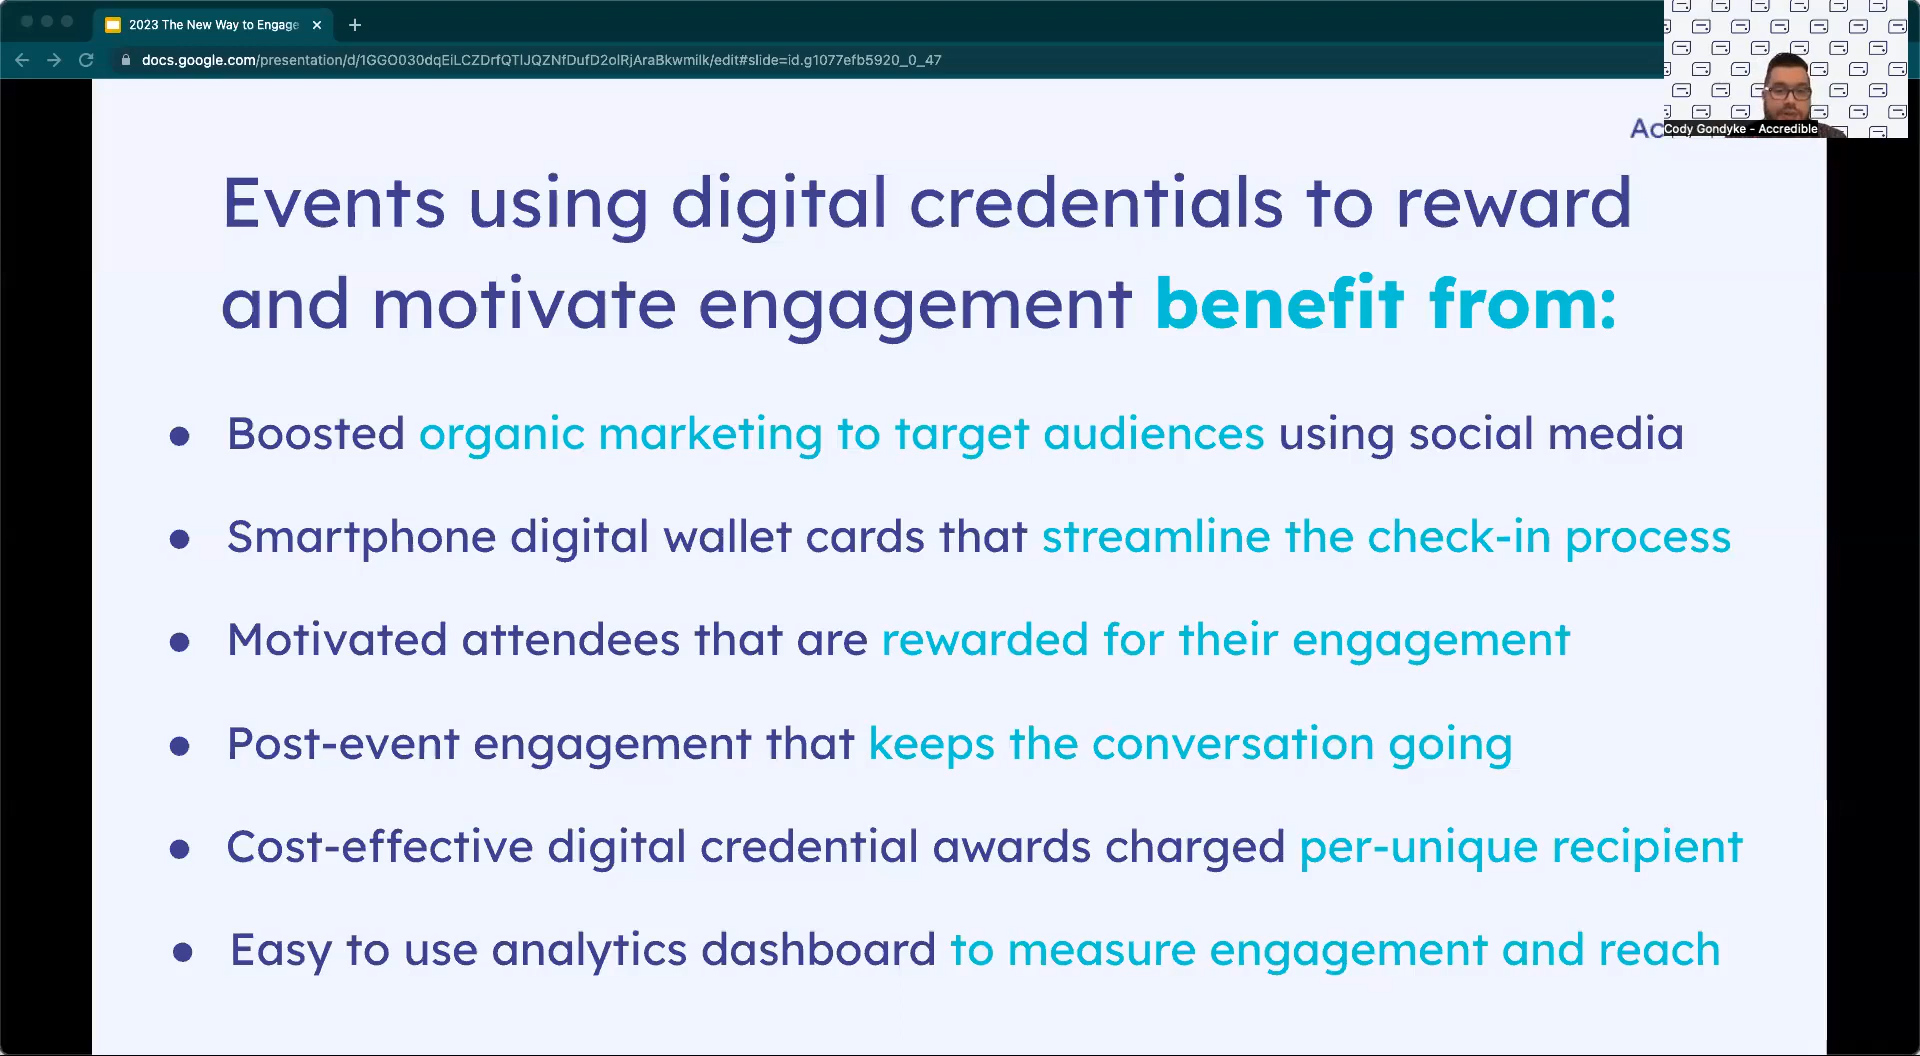 2023 The New Way to Engage
docs.google.com/presentation/d/1GGO030dqEiLCZDrfQTIJQZNfDufD2olRjAraBkwmilk/edit#slide=id.g1077efb5920_0_47
Cody Gondyke - Accredible
Events using digital credentials to reward
and motivate engagement benefit from:
● Boosted organic marketing to target audiences using social media
● Smartphone digital wallet cards that streamline the check-in process
● Motivated attendees that are rewarded for their engagement
● Post-event engagement that keeps the conversation going
● Cost-effective digital credential awards charged per-unique recipient
● Easy to use analytics dashboard to measure engagement and reach